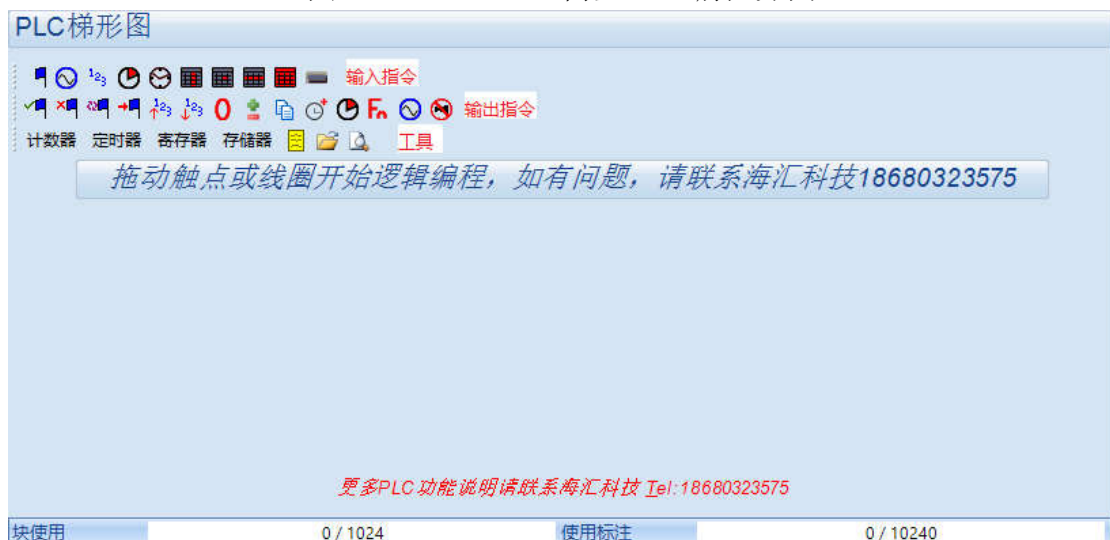 PLC梯形图
输入指令
输出指令
计数器 定时器 寄存器 存储器 工具
拖动触点或线圈开始逻辑编程，如有问题，请联系海汇科技18680323575
更多PLC功能说明请联系海汇科技 Tel:18680323575
块使用 0 / 1024 使用标注 0 / 10240